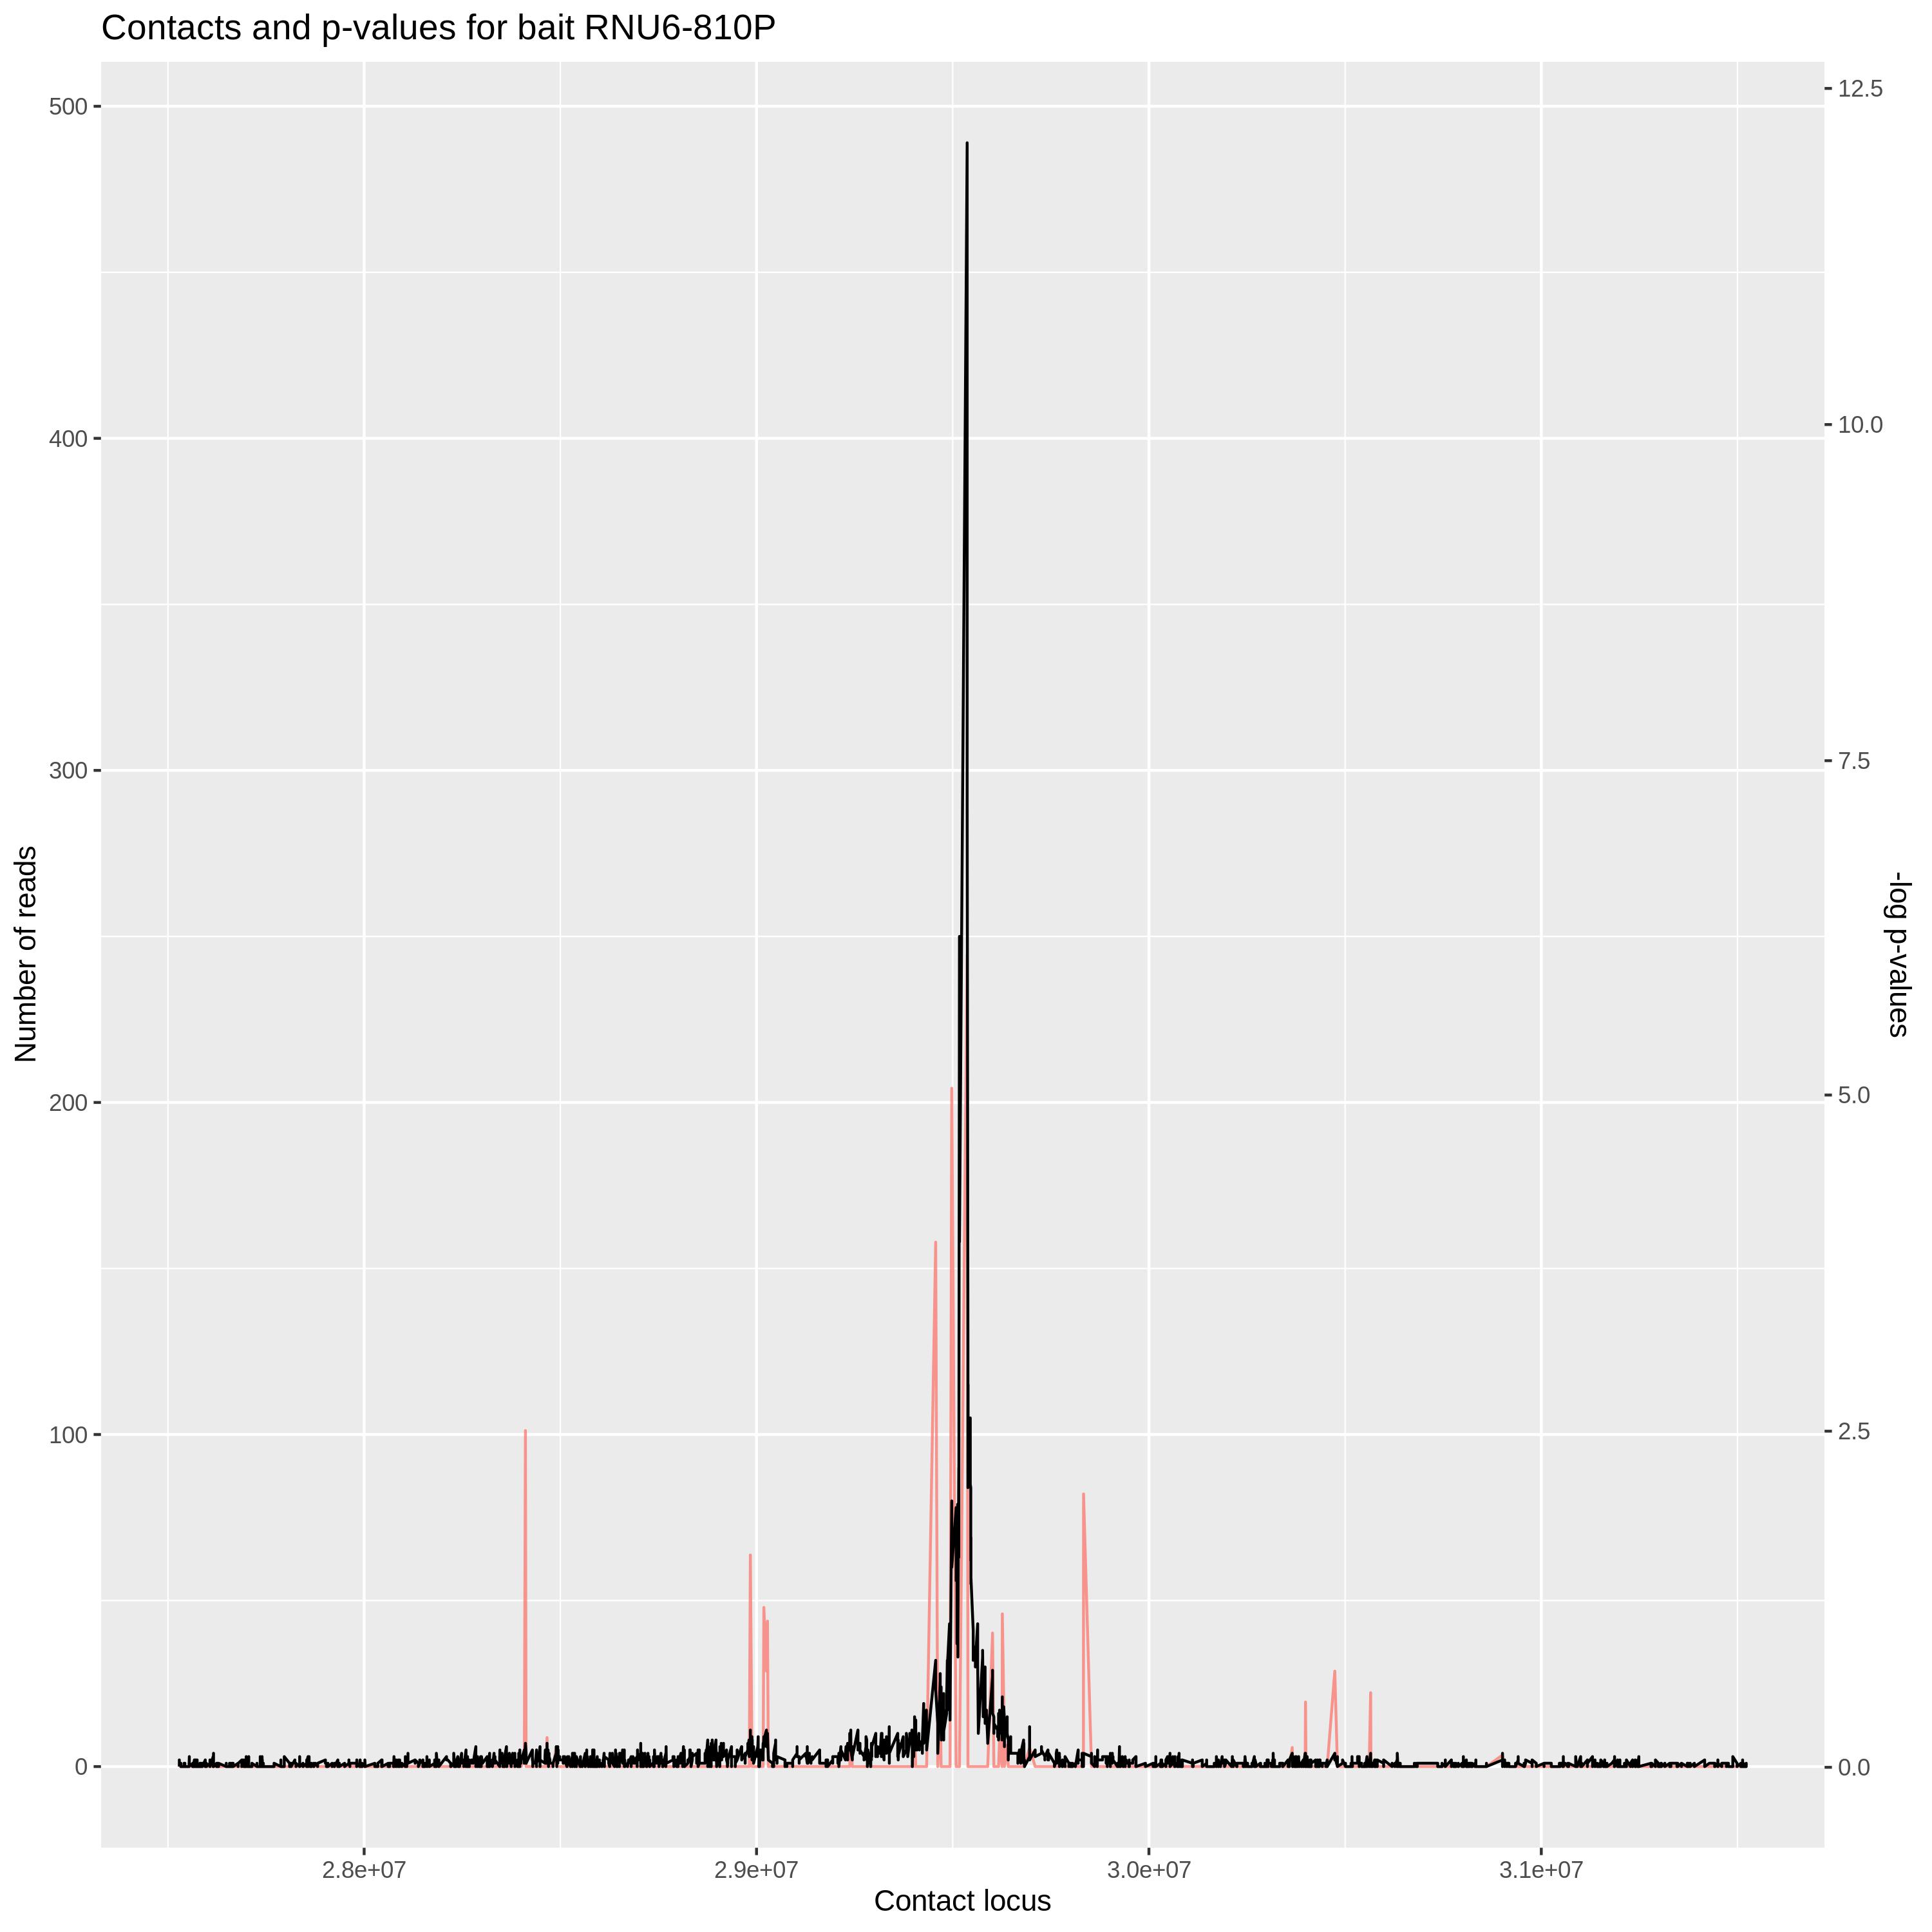 Contacts and p-values for bait RNU6-810P
500
400
300
200
100
0
Number of reads
12.5
10.0
7.5
5.0
2.5
0.0
-log p-values
2.8e+07
2.9e+07
3.0e+07
3.1e+07
Contact locus